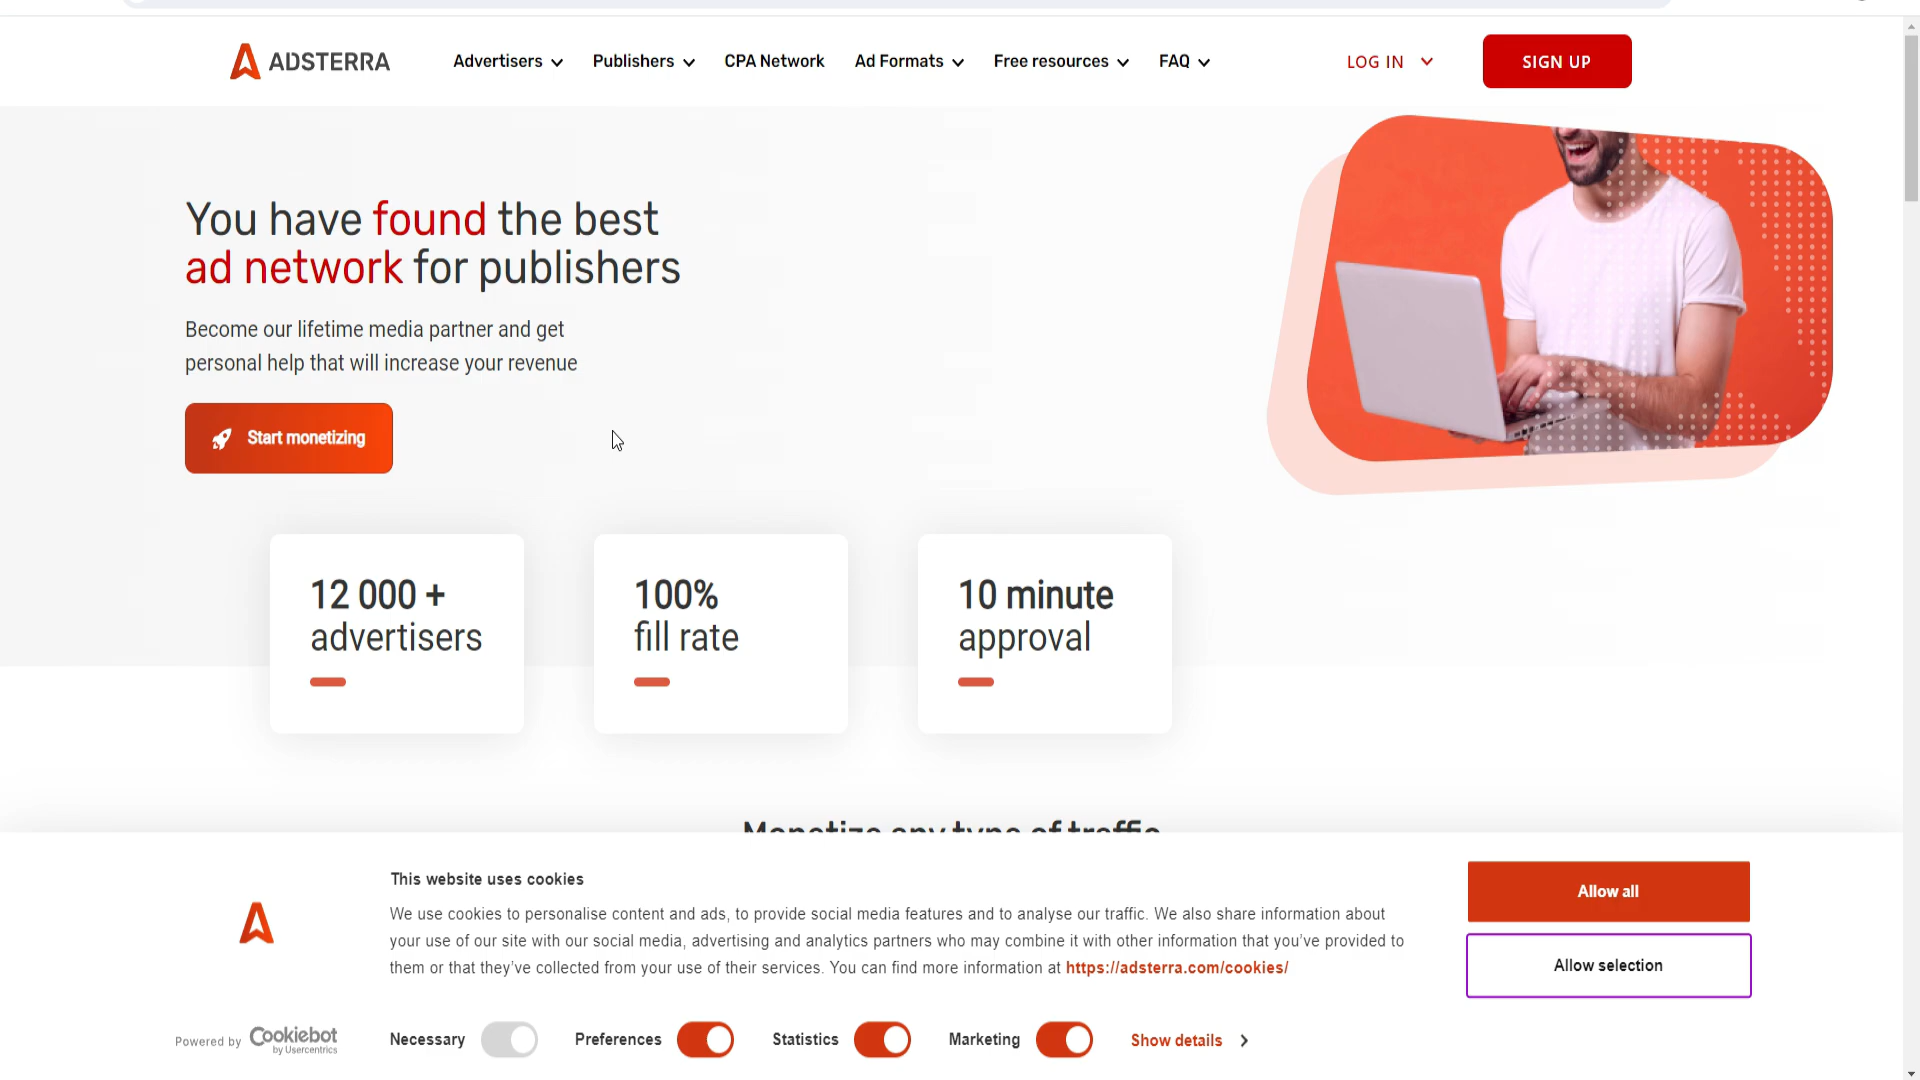 ADSTERRA
Advertisers
Publishers
CPA Network
Ad Formats
Free resources
FAQ
LOG IN
SIGN UP
You have found the best
ad network for publishers
Become our lifetime media partner and get
personal help that will increase your revenue
Start monetizing
12 000 +
advertisers
100%
fill rate
10 minute
approval
Monetize any type of traffic
This website uses cookies
We use cookies to personalise content and ads, to provide social media features and to analyse our traffic. We also share information about
your use of our site with our social media, advertising and analytics partners who may combine it with other information that you've provided to
them or that they've collected from your use of their services. You can find more information at https://adsterra.com/cookies/
Allow all
Allow selection
Powered by Cookiebot
by Usercentrics
Necessary
Preferences
Statistics
Marketing
Show details